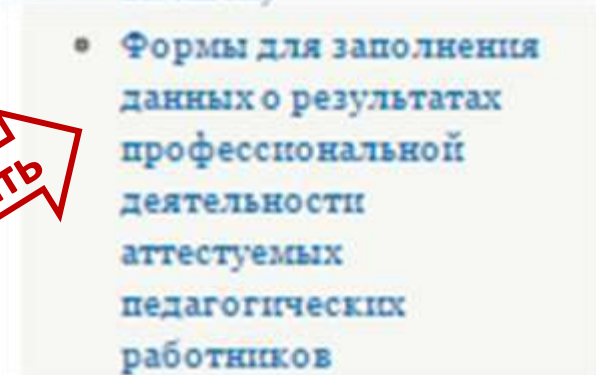 Формы для заполнения
данных о результатах
профессиональной
деятельности
аттестуемых
педагогических
работников